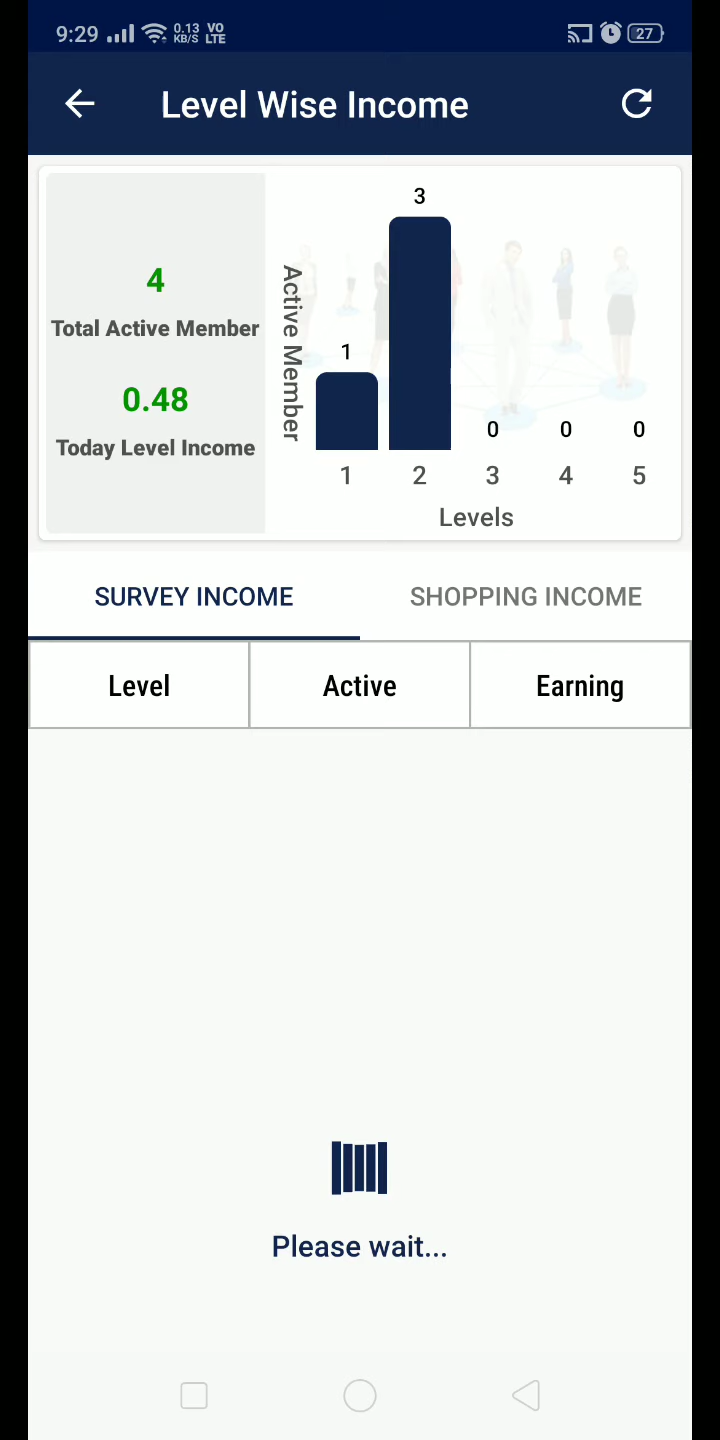 9:29 0.13 KB/S VO LTE 27
Level Wise Income
4
Total Active Member
0.48
Today Level Income
Active Member
3
1
0 0 0
1 2 3 4 5
Levels
SURVEY INCOME SHOPPING INCOME
Level Active Earning
Please wait...